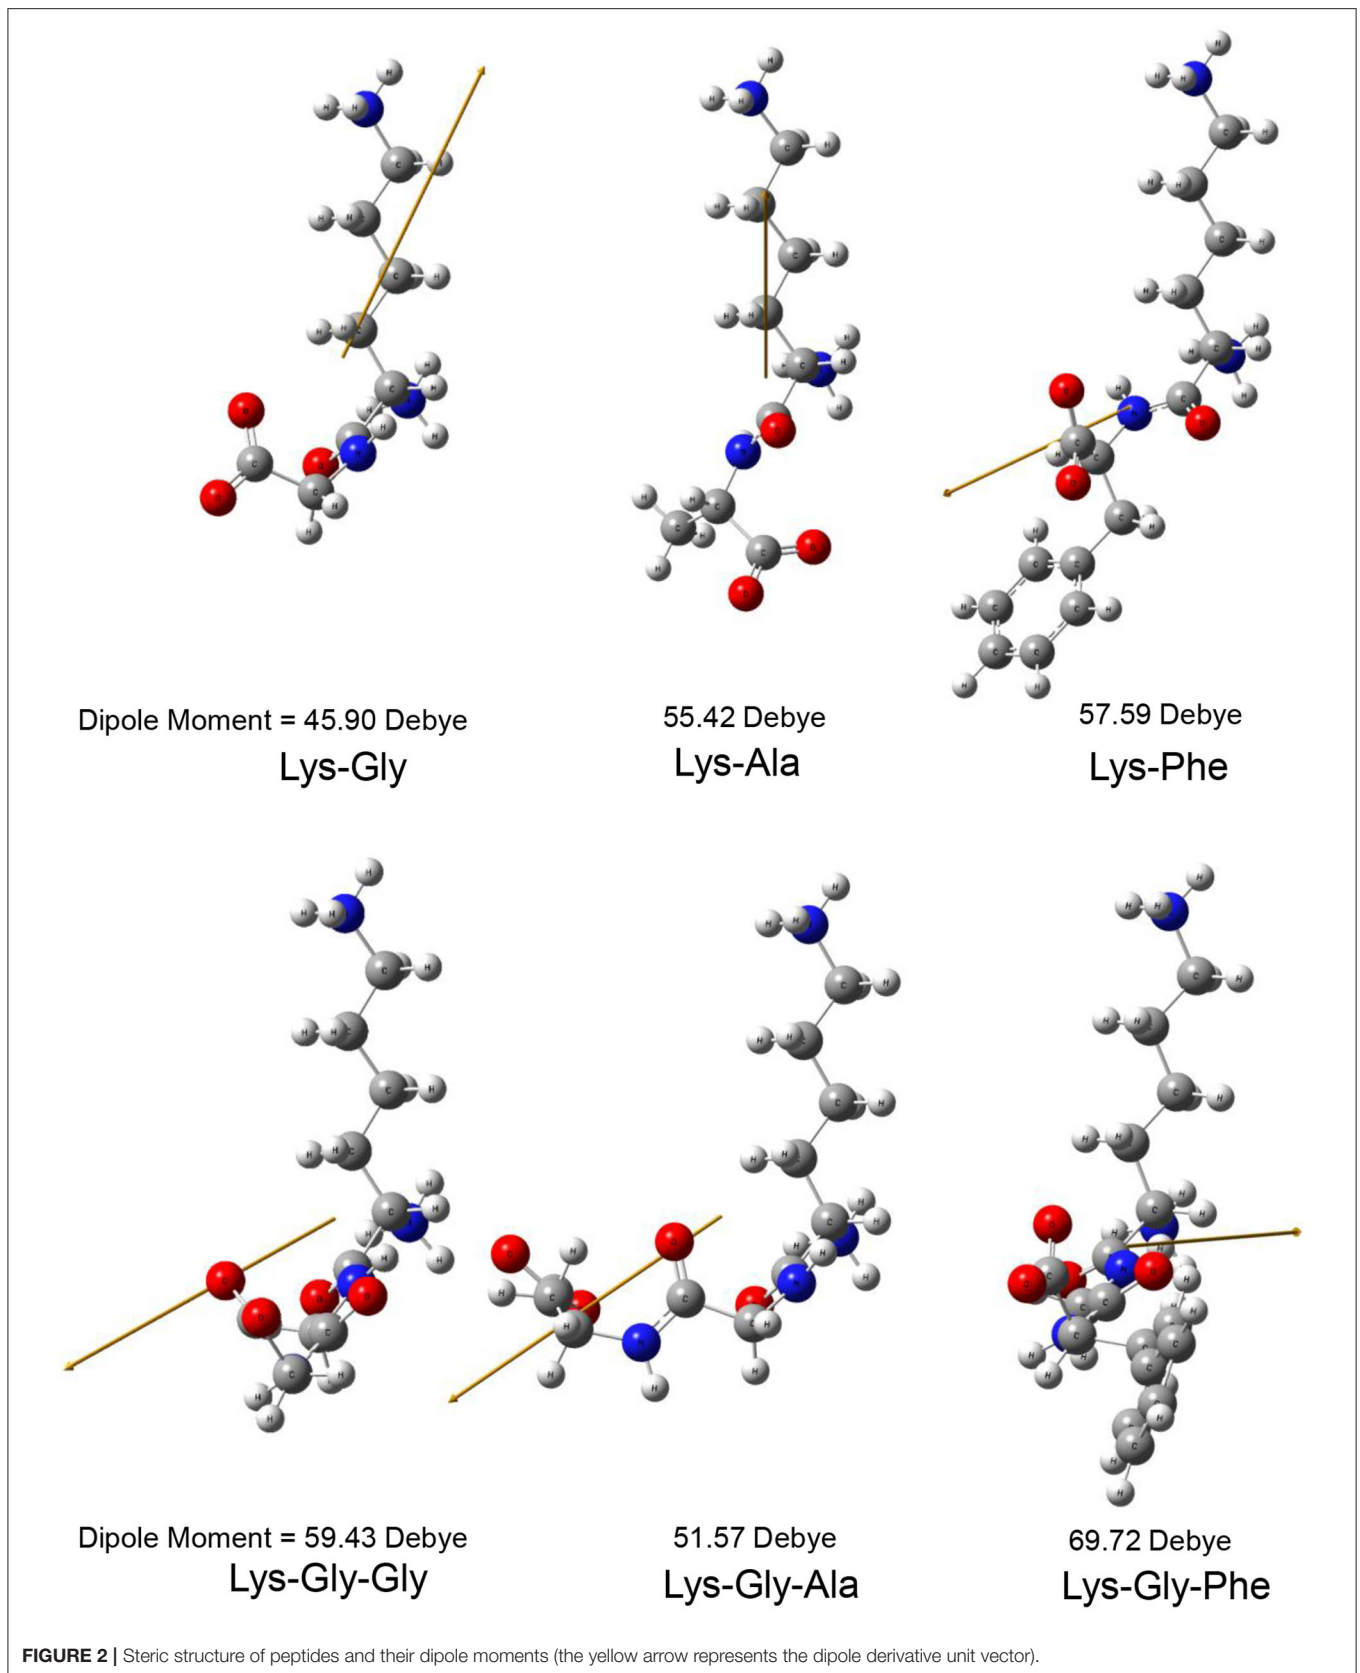 Dipole Moment = 45.90 Debye
55.42 Debye
57.59 Debye
Lys-Gly
Lys-Ala
Lys-Phe
Dipole Moment = 59.43 Debye
51.57 Debye
69.72 Debye
Lys-Gly-Gly
Lys-Gly-Ala
Lys-Gly-Phe
FIGURE 2 | Steric structure of peptides and their dipole moments (the yellow arrow represents the dipole derivative unit vector).